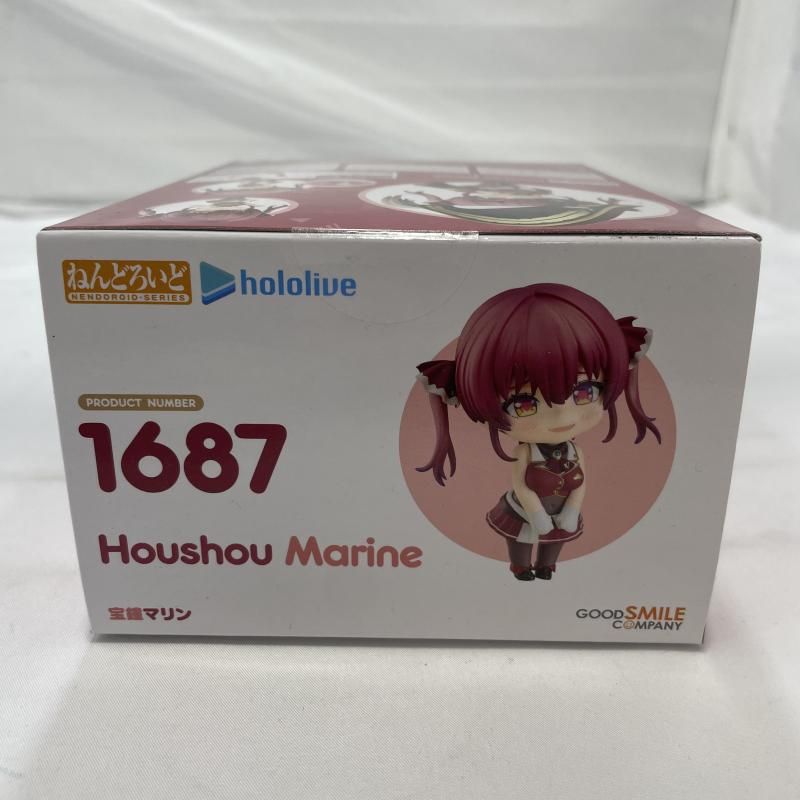 ねんどろいど
NENDOROID-SERIES
hololive
PRODUCT NUMBER
1687
Houshou Marine
宝鐘マリン
GOOD SMILE
COMPANY